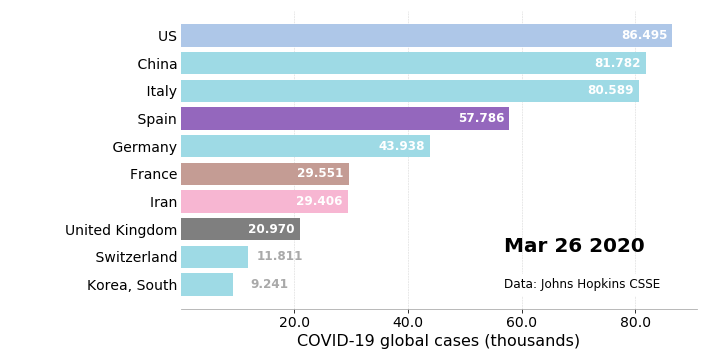 US 86.495
China 81.782
Italy 80.589
Spain 57.786
Germany 43.938
France 29.551
Iran 29.406
United Kingdom 20.970
Switzerland 11.811
Korea, South 9.241
Mar 26 2020
Data: Johns Hopkins CSSE
20.0 40.0 60.0 80.0
COVID-19 global cases (thousands)